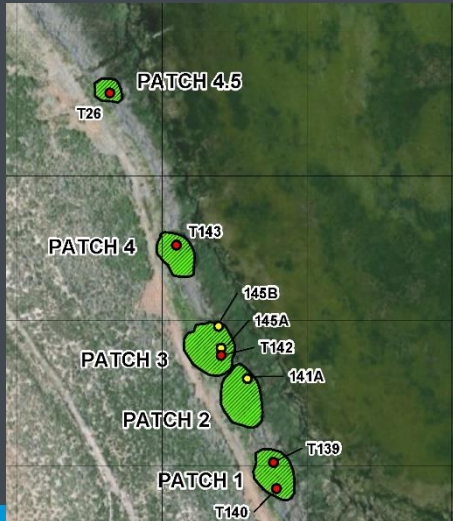 PATCH 4.5
T26
T143
PATCH 4
145B
145A
T142
PATCH 3
141A
PATCH 2
T139
PATCH 1
T140